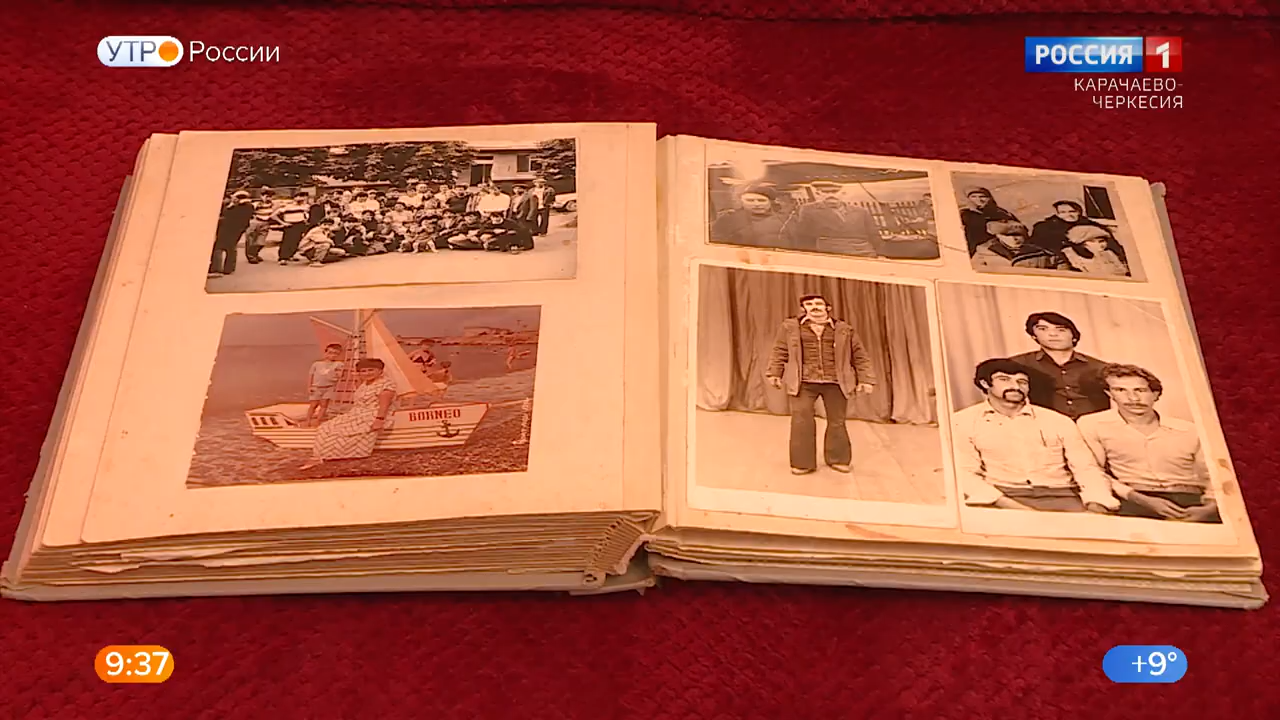 УТРО России
РОССИЯ 1
КАРАЧАЕВО-
ЧЕРКЕСИЯ
BORNEO
9:37
+9°